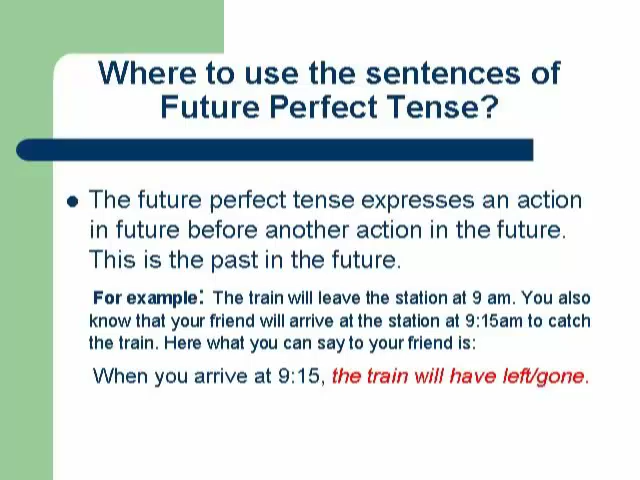 Where to use the sentences of
Future Perfect Tense?
The future perfect tense expresses an action
in future before another action in the future.
This is the past in the future.
For example: The train will leave the station at 9 am. You also
know that your friend will arrive at the station at 9:15am to catch
the train. Here what you can say to your friend is:
When you arrive at 9:15, the train will have left/gone.